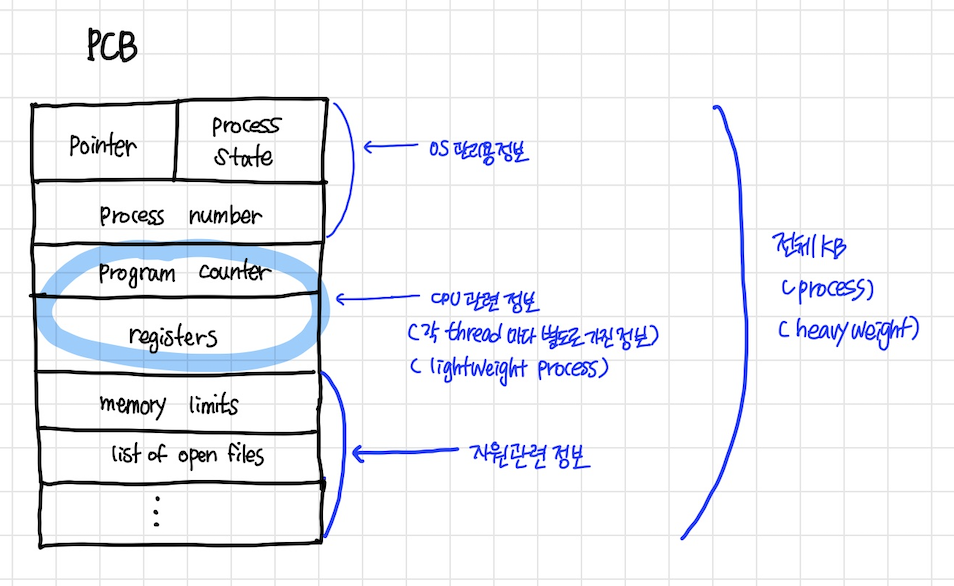 PCB
pointer
process
state
OS 관리용정보
process number
program counter
registers
CPU 관련 정보
(각 thread 마다 별도로 가진 정보)
(lightweight process)
memory limits
list of open files
자원관련 정보
전체 KB
(process)
(heavyweight)